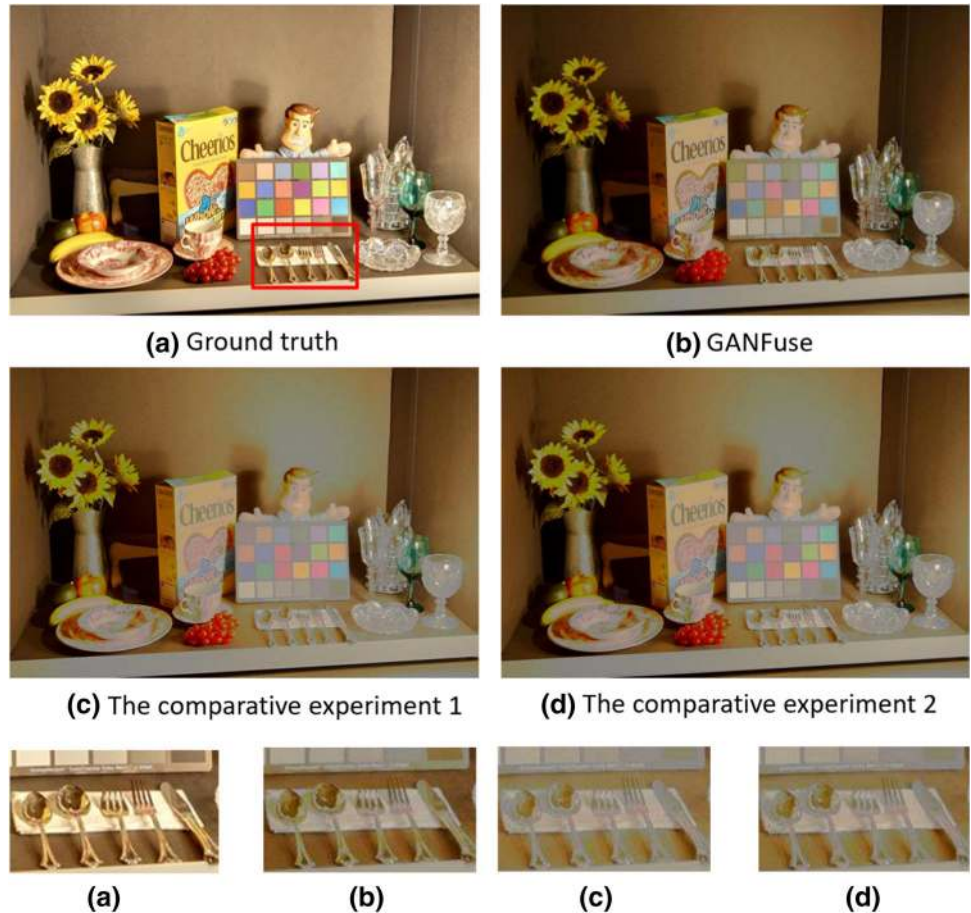 Cheerios
Cheerios
(a) Ground truth
(b) GANFuse
Cheerios
Cheerios
(c) The comparative experiment 1
(d) The comparative experiment 2
(a)
(b)
(c)
(d)